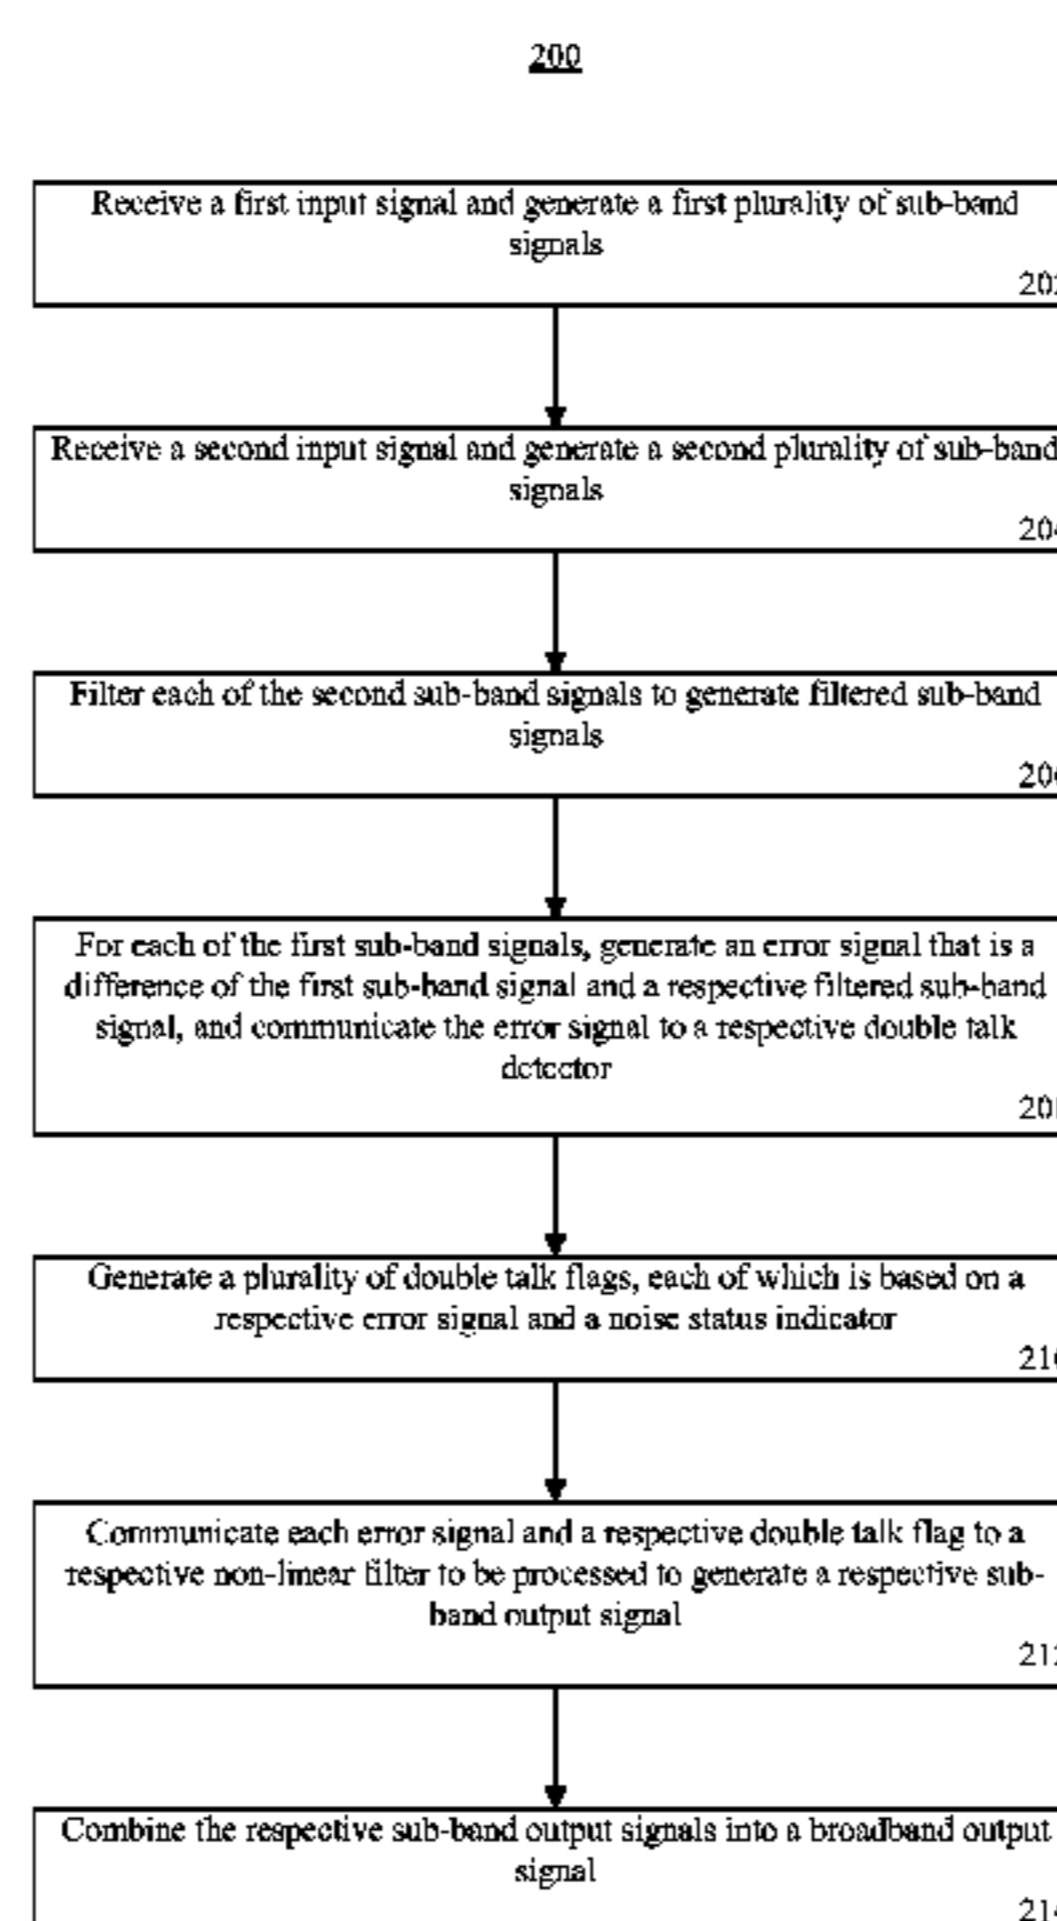 200
Receive a first input signal and generate a first plurality of sub-band
signals
Receive a second input signal and generate a second plurality of sub-band
signals
Filter each of the second sub-band signals to generate filtered sub-band
signals
For each of the first sub-band signals, generate an error signal that is a
difference of the first sub-band signal and a respective filtered sub-band
signal, and communicate the error signal to a respective double talk
detector
Generate a plurality of double talk flags, each of which is based on a
respective error signal and a noise status indicator
Communicate each error signal and a respective double talk flag to a
respective non-linear filter to be processed to generate a respective sub-
band output signal
Combine the respective sub-band output signals into a broadband output
signal